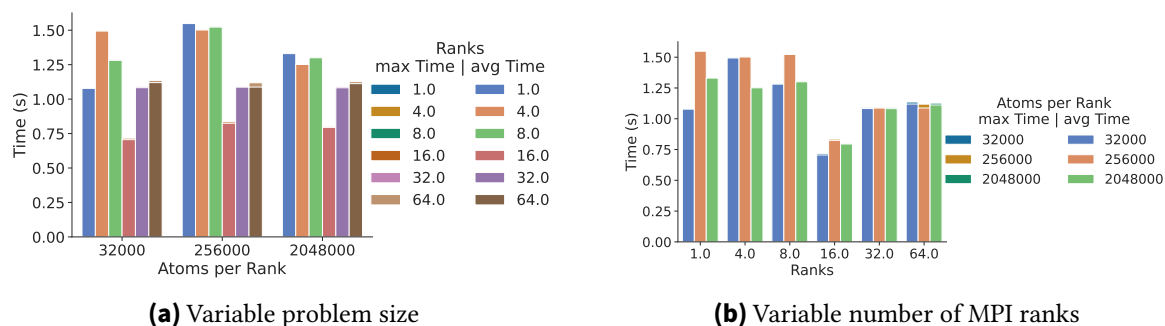 1.50
1.25
1.00
0.75
0.50
0.25
0.00
Time (s)
32000 256000 2048000
Atoms per Rank
Ranks
max Time | avg Time
1.0 1.0
4.0 4.0
8.0 8.0
16.0 16.0
32.0 32.0
64.0 64.0
(a) Variable problem size
1.50
1.25
1.00
0.75
0.50
0.25
0.00
Time (s)
1.0 4.0 8.0 16.0 32.0 64.0
Ranks
Atoms per Rank
max Time | avg Time
32000 32000
256000 256000
2048000 2048000
(b) Variable number of MPI ranks